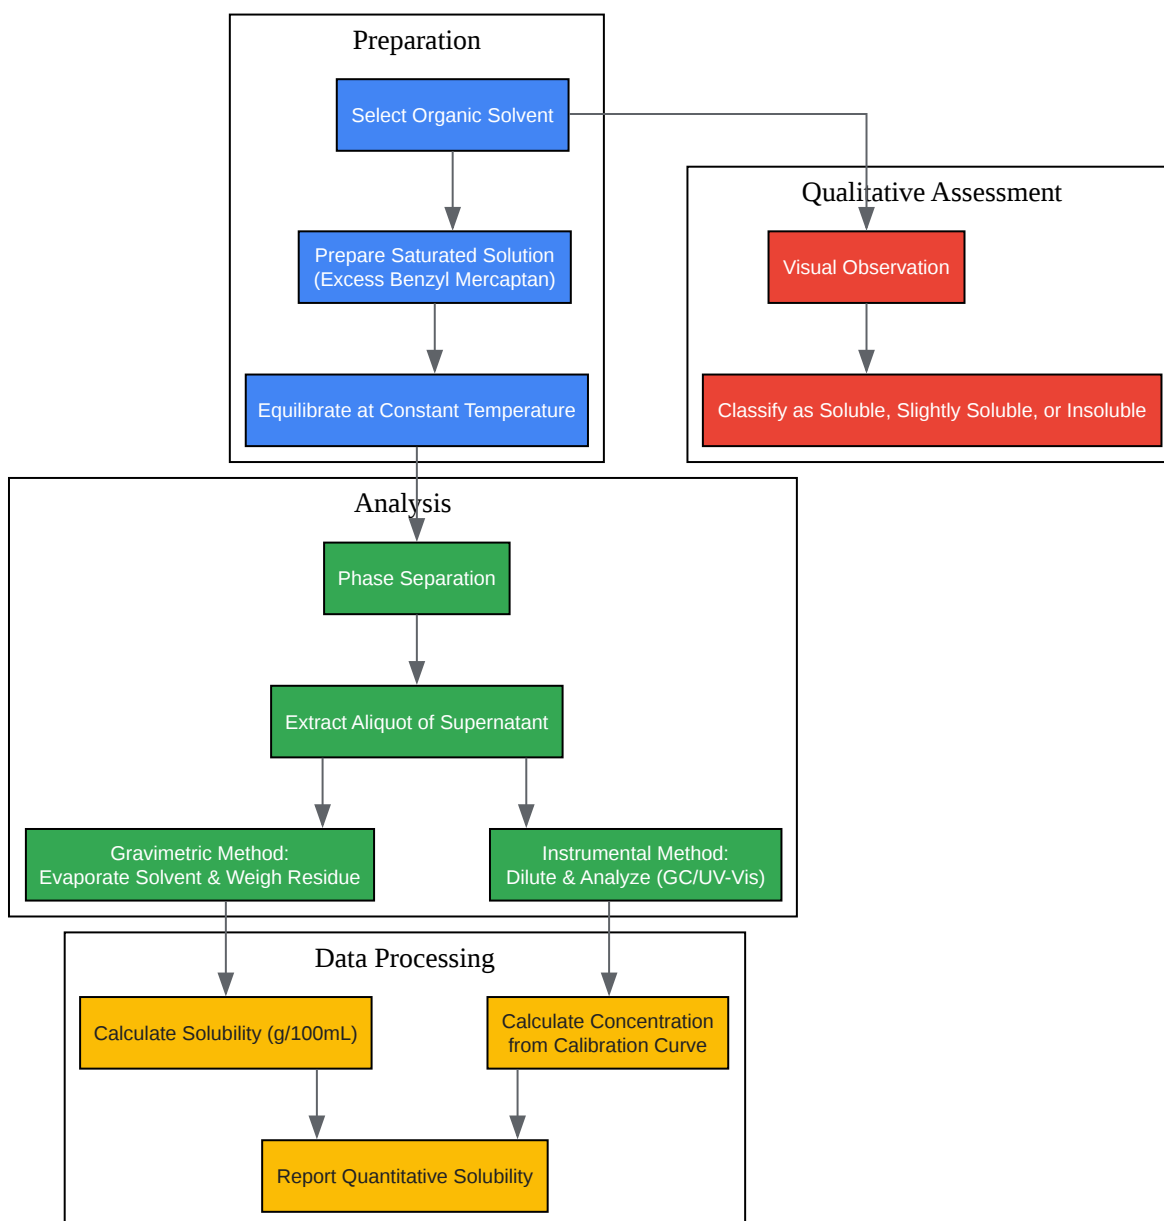 Preparation
Select Organic Solvent
Qualitative Assessment
Prepare Saturated Solution
(Excess Benzyl Mercaptan)
Visual Observation
Equilibrate at Constant Temperature
Classify as Soluble, Slightly Soluble, or Insoluble
Analysis
Phase Separation
Extract Aliquot of Supernatant
Gravimetric Method:
Evaporate Solvent & Weigh Residue
Instrumental Method:
Dilute & Analyze (GC/UV-Vis)
Data Processing
Calculate Solubility (g/100mL)
Calculate Concentration
from Calibration Curve
Report Quantitative Solubility